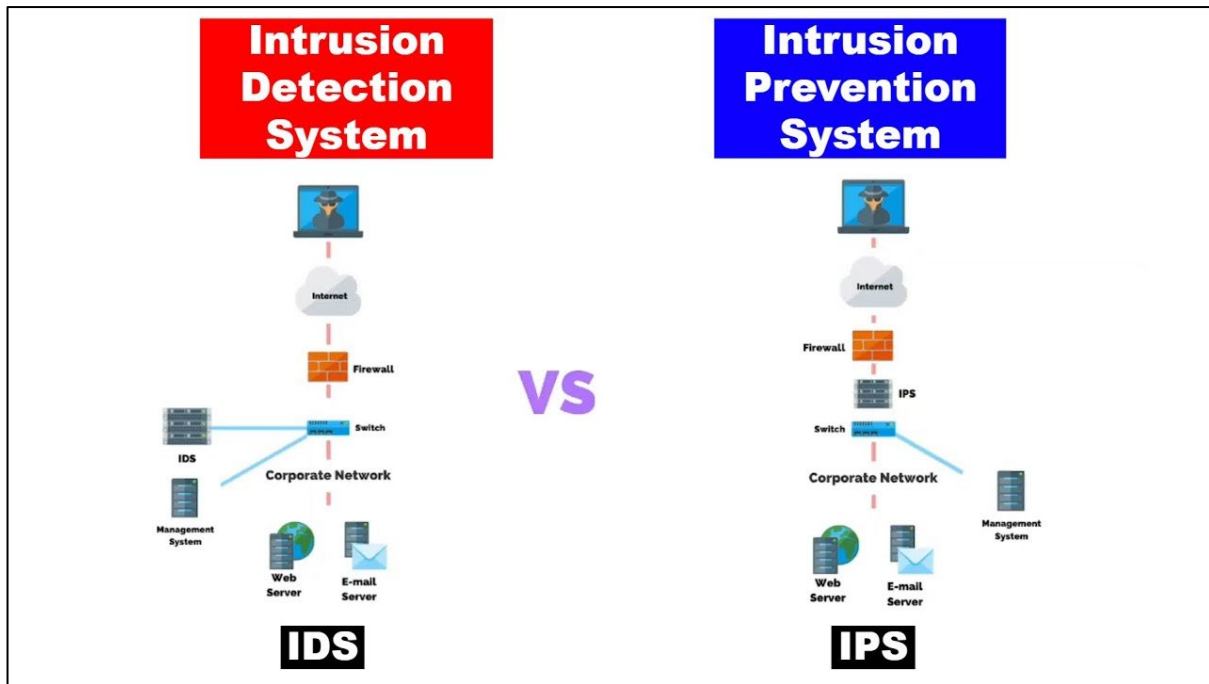 Intrusion
Detection
System
Internet
Firewall
Switch
IDS
Corporate Network
Management
System
Web
Server
E-mail
Server
IDS
VS
Intrusion
Prevention
System
Internet
Firewall
IPS
Switch
Corporate Network
Management
System
Web
Server
E-mail
Server
IPS